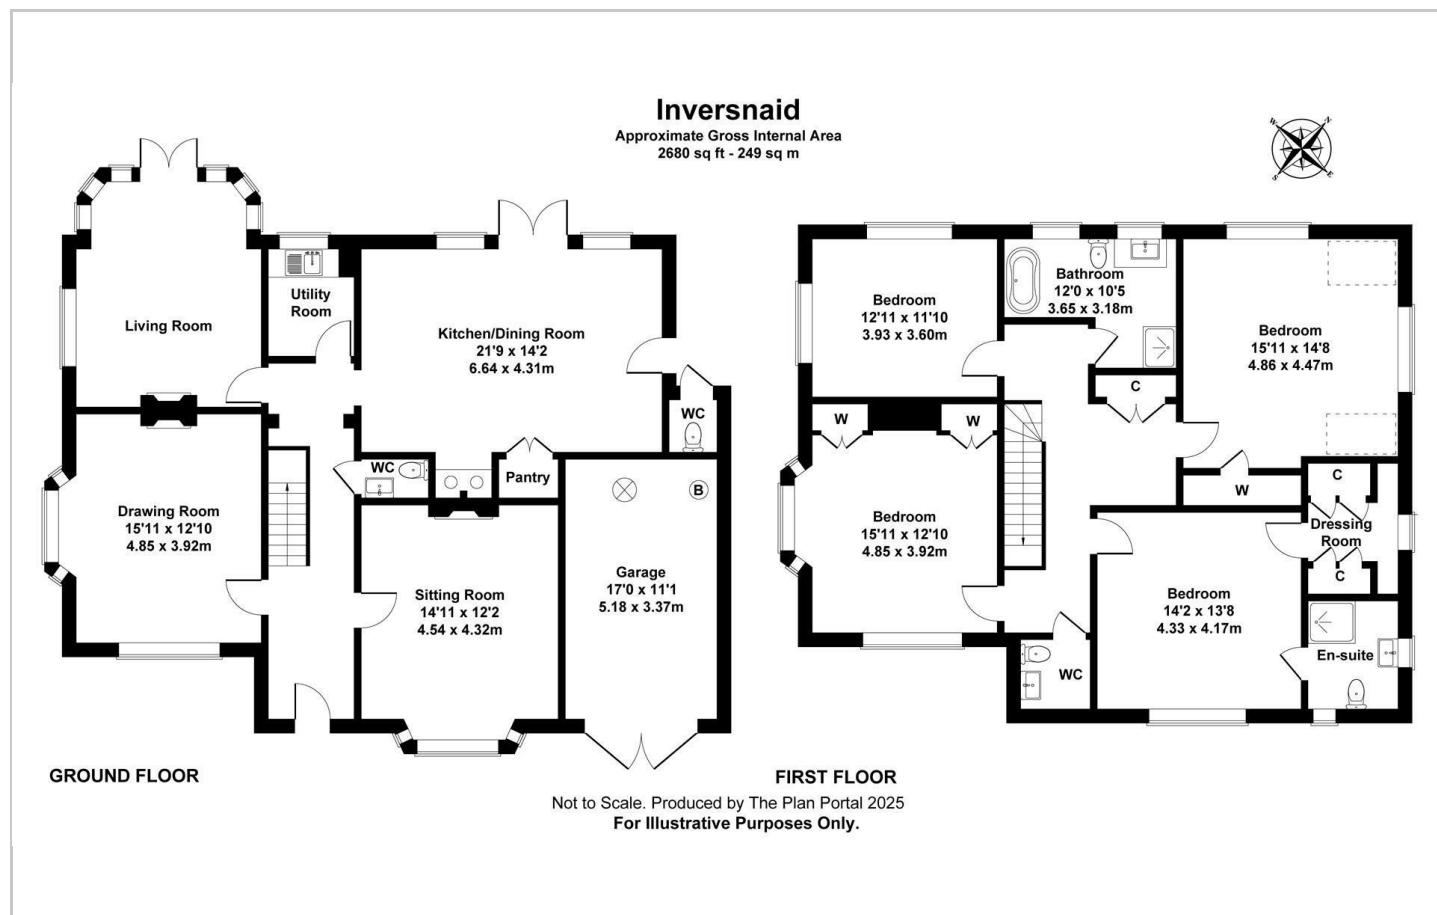 Inversnaid
Approximate Gross Internal Area
2680 sq ft - 249 sq m
N
W
S
E
Living Room
Utility
Room
Kitchen/Dining Room
21'9 x 14'2
6.64 x 4.31m
WC
WC
Pantry
B
Drawing Room
15'11 x 12'10
4.85 x 3.92m
Sitting Room
14'11 x 12'2
4.54 x 4.32m
Garage
17'0 x 11'1
5.18 x 3.37m
GROUND FLOOR
Bedroom
12'11 x 11'10
3.93 x 3.60m
Bathroom
12'0 x 10'5
3.65 x 3.18m
Bedroom
15'11 x 14'8
4.86 x 4.47m
C
W
W
W
C
Dressing
Room
C
Bedroom
15'11 x 12'10
4.85 x 3.92m
Bedroom
14'2 x 13'8
4.33 x 4.17m
En-suite
WC
FIRST FLOOR
Not to Scale. Produced by The Plan Portal 2025
For Illustrative Purposes Only.